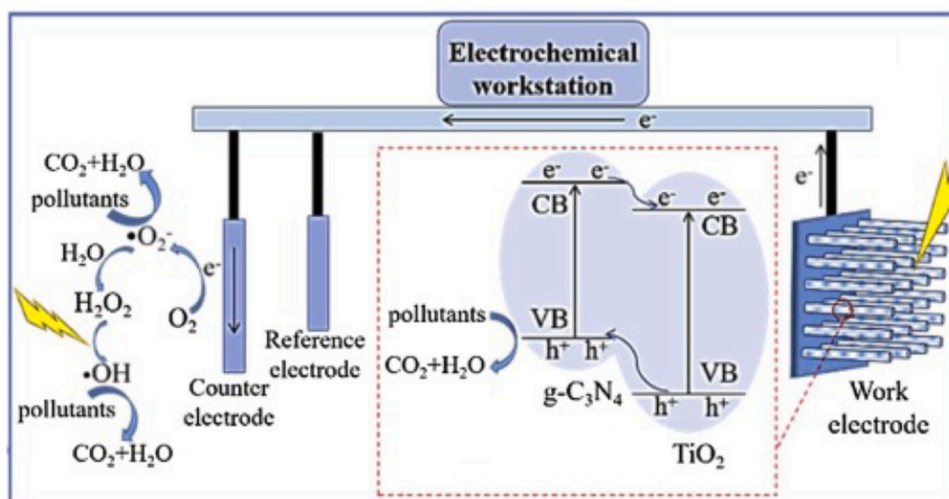 Electrochemical
workstation
e-
CO₂+H₂O
pollutants
•O₂⁻
H₂O
e-
H₂O₂
O₂
•OH
pollutants
CO₂+H₂O
Counter
electrode
Reference
electrode
e- e-
e- e-
CB
CB
pollutants
VB
h⁺ h⁺
CO₂+H₂O
g-C₃N₄
VB
h⁺ h⁺
TiO₂
e-
Work
electrode